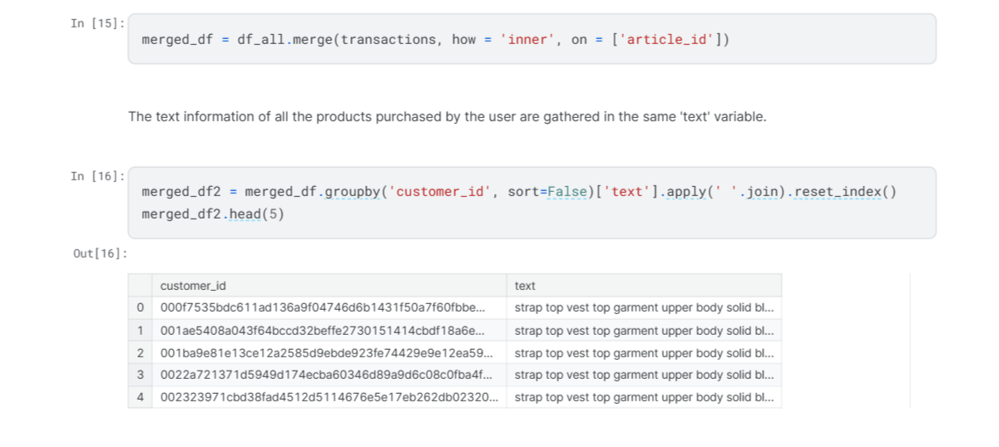 In [15]:
merged_df = df_all.merge(transactions, how = 'inner', on = ['article_id'])
The text information of all the products purchased by the user are gathered in the same 'text' variable.
In [16]:
merged_df2 = merged_df.groupby('customer_id', sort=False)['text'].apply(' '.join).reset_index()
merged_df2.head(5)
Out[16]:
customer_id text
0 000f7535bdc611ad136a9f04746d6b1431f50a7f60fbbe... strap top vest top garment upper body solid bl...
1 001ae5408a043f64bccd32beffe2730151414cbdf18a6e... strap top vest top garment upper body solid bl...
2 001ba9e81e13ce12a2585d9ebde923fe74429e9e12ea59... strap top vest top garment upper body solid bl...
3 0022a721371d5949d174ecba60346d89a9d6c08c0fba4f... strap top vest top garment upper body solid bl...
4 002323971cbd38fad4512d5114676e5e17eb262db02320... strap top vest top garment upper body solid bl...